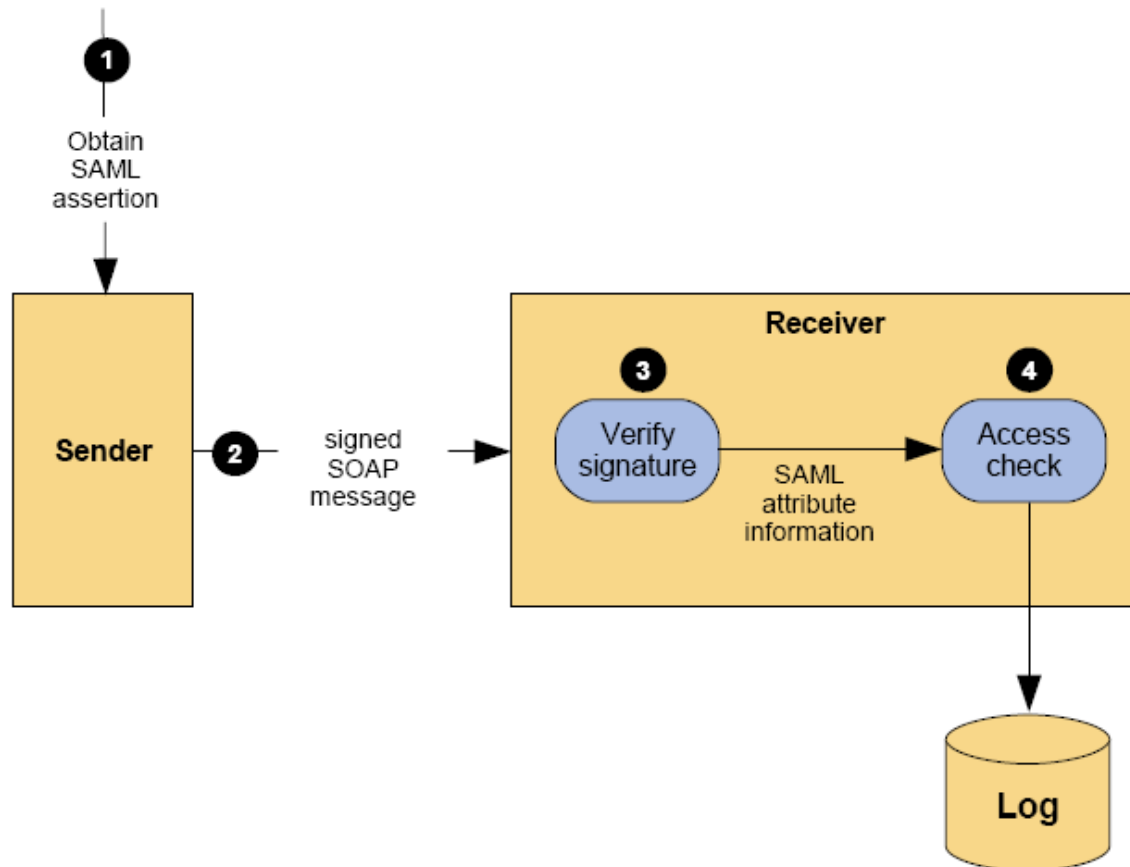 1
Obtain
SAML
assertion
Sender
2
signed
SOAP
message
Receiver
3
Verify
signature
SAML
attribute
information
4
Access
check
Log